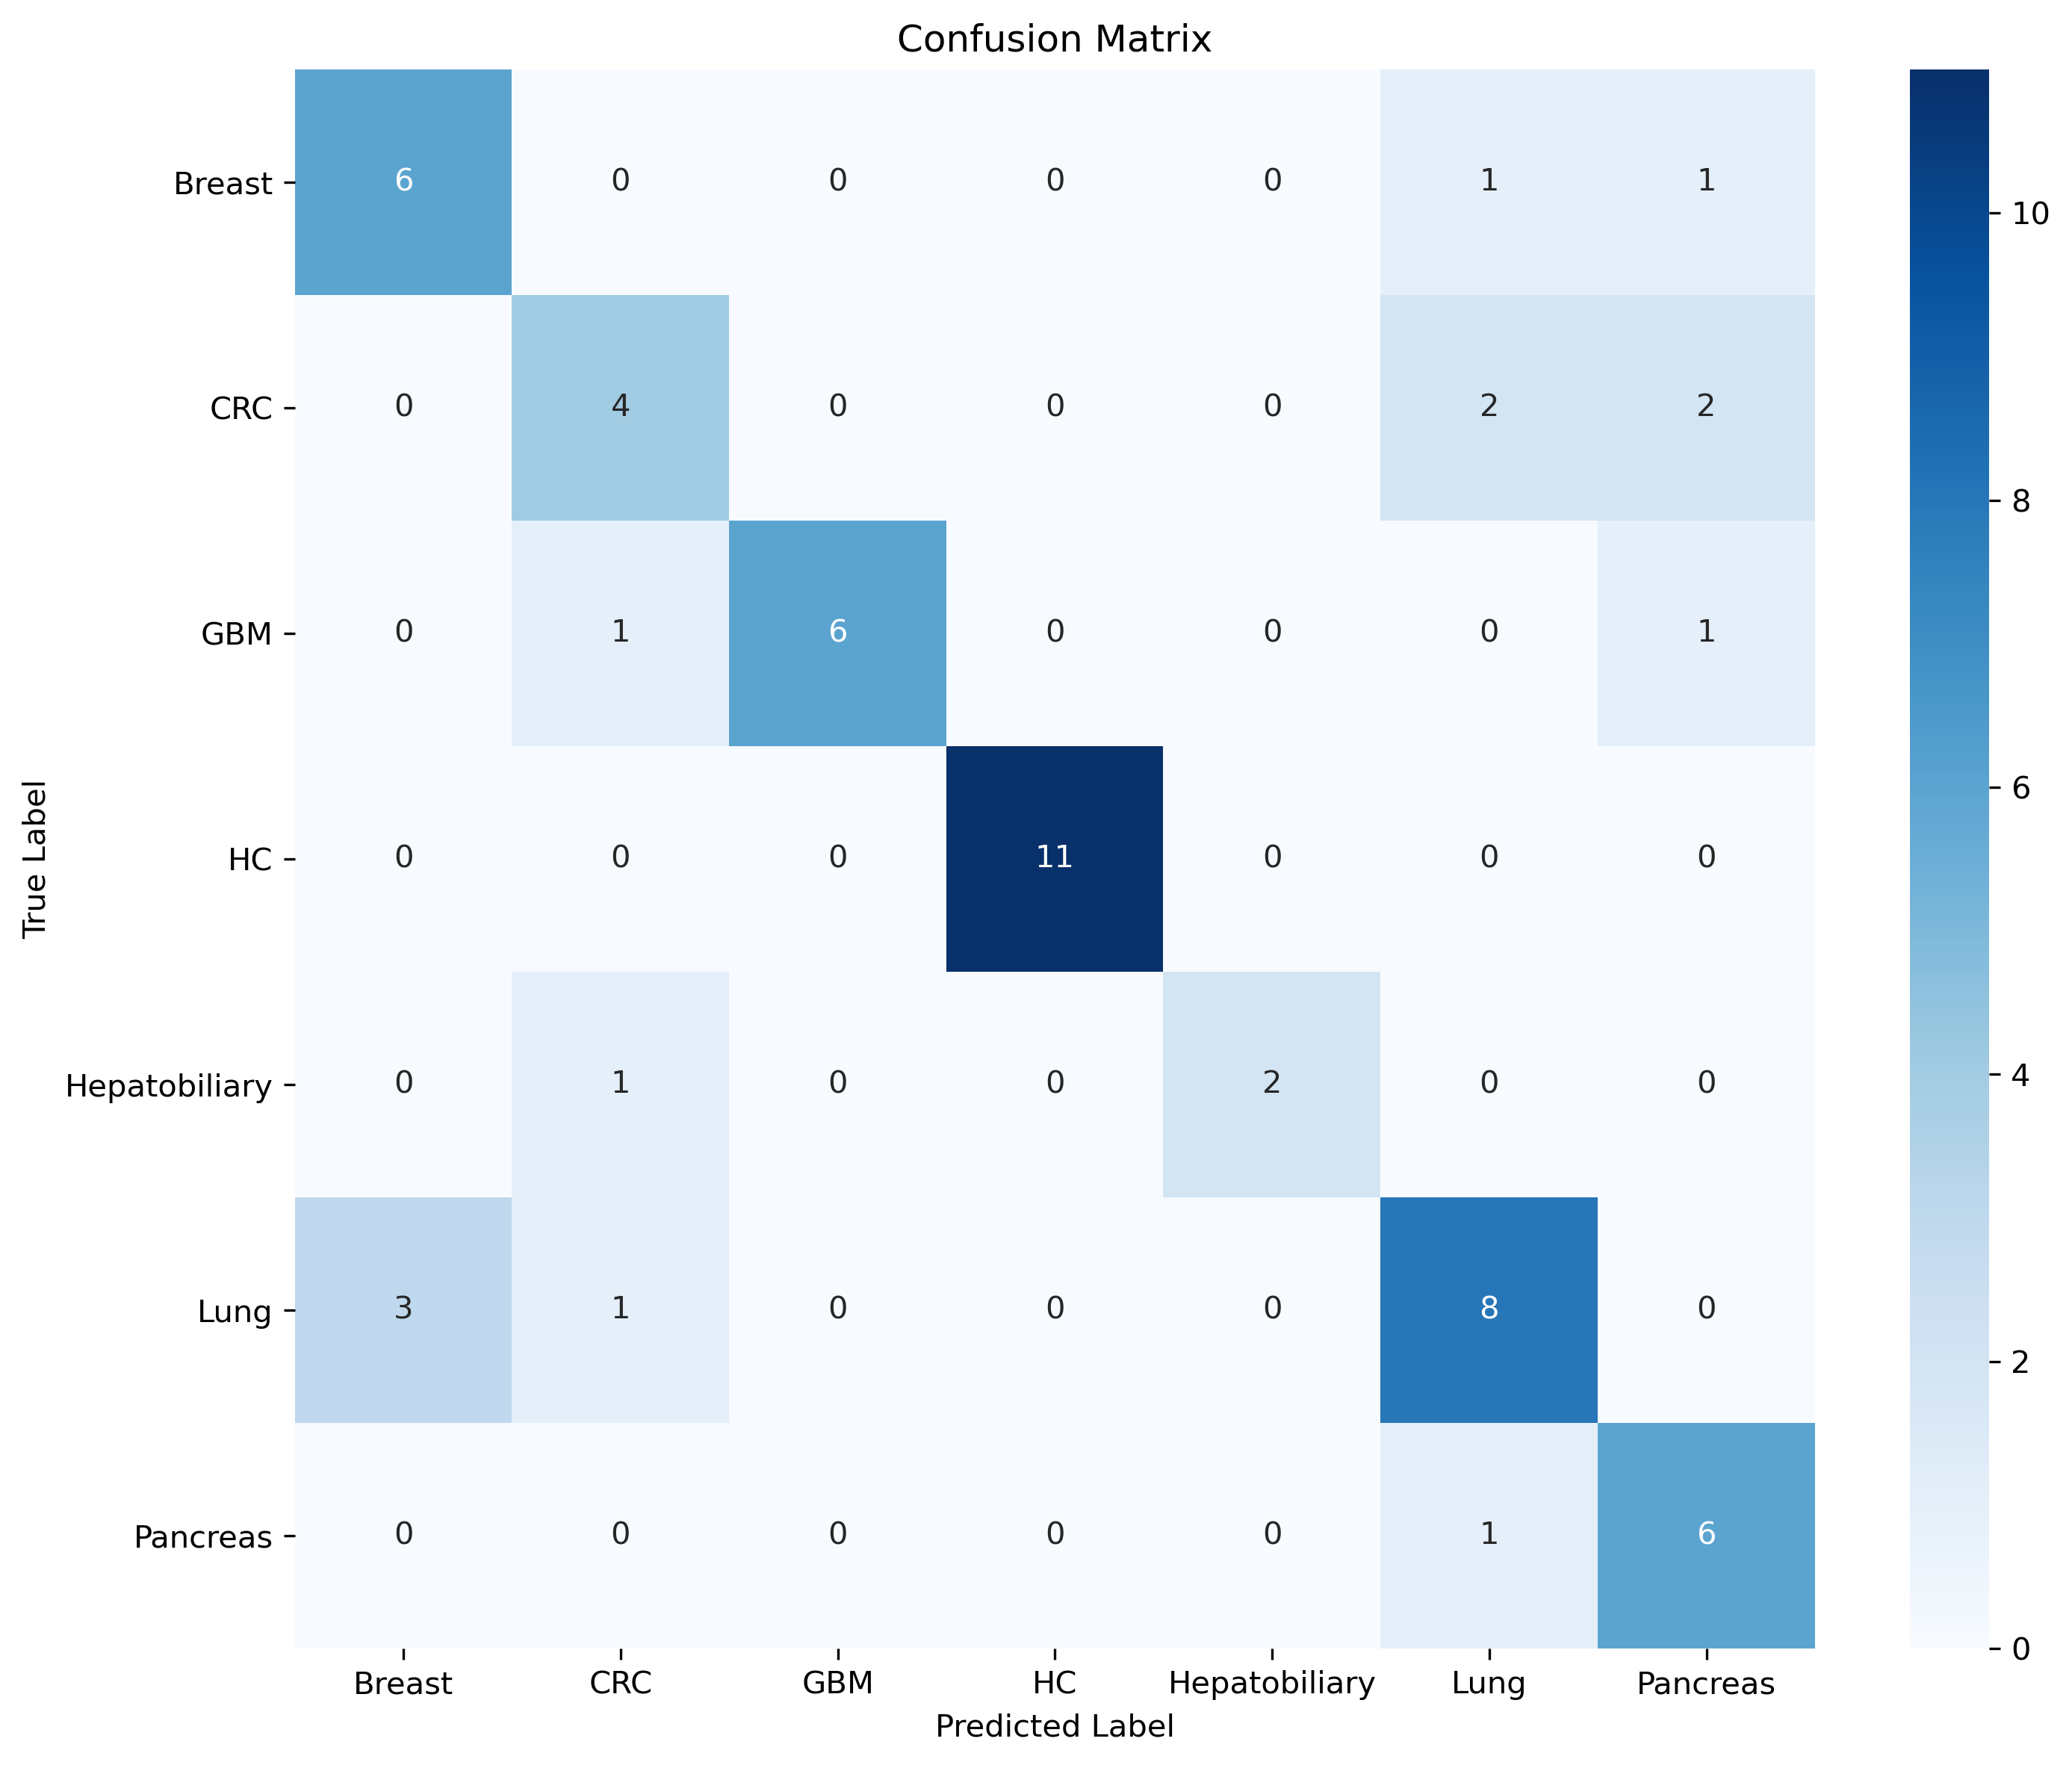 Confusion Matrix
True Label
Breast 6 0 0 0 0 1 1
CRC 0 4 0 0 0 2 2
GBM 0 1 6 0 0 0 1
HC 0 0 0 11 0 0 0
Hepatobiliary 0 1 0 0 2 0 0
Lung 3 1 0 0 0 8 0
Pancreas 0 0 0 0 0 1 6
Breast CRC GBM HC Hepatobiliary Lung Pancreas
Predicted Label
10
8
6
4
2
0